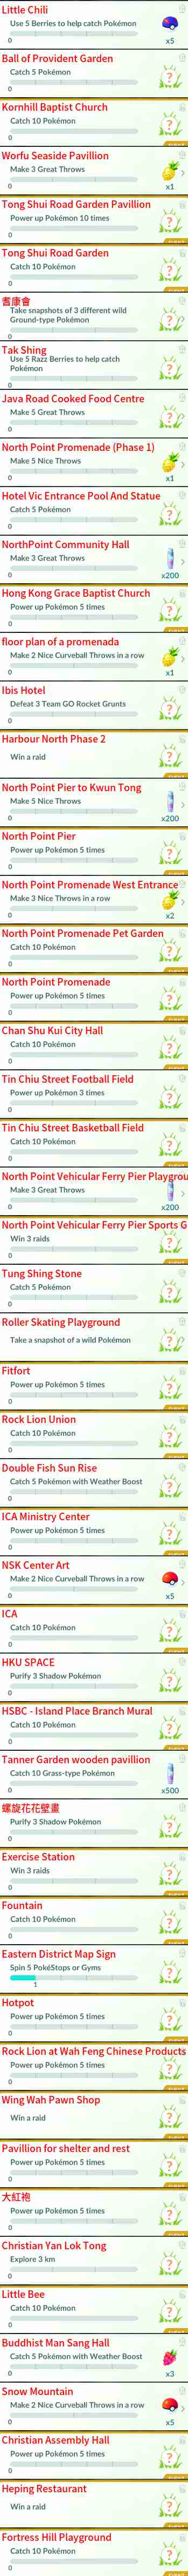 Little Chili
Use 5 Berries to help catch Pokémon
0
x5
Ball of Provident Garden
Catch 5 Pokémon
0
Kornhill Baptist Church
Catch 10 Pokémon
0
Worfu Seaside Pavillion
Make 3 Great Throws
0
x1
Tong Shui Road Garden Pavillion
Power up Pokémon 10 times
0
Tong Shui Road Garden
Catch 10 Pokémon
0
耆康會
Take snapshots of 3 different wild
Ground-type Pokémon
0
Tak Shing
Use 5 Razz Berries to help catch
Pokémon
0
Java Road Cooked Food Centre
Make 5 Great Throws
0
North Point Promenade (Phase 1)
Make 5 Nice Throws
0
x1
Hotel Vic Entrance Pool And Statue
Catch 5 Pokémon
0
NorthPoint Community Hall
Make 3 Great Throws
0
x200
Hong Kong Grace Baptist Church
Power up Pokémon 5 times
0
floor plan of a promenada
Make 2 Nice Curveball Throws in a row
0
x1
Ibis Hotel
Defeat 3 Team GO Rocket Grunts
0
Harbour North Phase 2
Win a raid
North Point Pier to Kwun Tong
Make 5 Nice Throws
0
x200
North Point Pier
Power up Pokémon 5 times
0
North Point Promenade West Entrance
Make 3 Nice Throws in a row
0
x2
North Point Promenade Pet Garden
Catch 10 Pokémon
0
North Point Promenade
Power up Pokémon 5 times
0
Chan Shu Kui City Hall
Catch 10 Pokémon
0
Tin Chiu Street Football Field
Power up Pokémon 3 times
0
Tin Chiu Street Basketball Field
Catch 10 Pokémon
0
North Point Vehicular Ferry Pier Playgrou
Make 3 Great Throws
0
x200
North Point Vehicular Ferry Pier Sports G
Win 3 raids
0
Tung Shing Stone
Catch 5 Pokémon
0
Roller Skating Playground
Take a snapshot of a wild Pokémon
Fitfort
Power up Pokémon 5 times
0
Rock Lion Union
Catch 10 Pokémon
0
Double Fish Sun Rise
Catch 5 Pokémon with Weather Boost
0
ICA Ministry Center
Power up Pokémon 5 times
0
NSK Center Art
Make 2 Nice Curveball Throws in a row
0
x5
ICA
Catch 10 Pokémon
0
HKU SPACE
Purify 3 Shadow Pokémon
0
HSBC - Island Place Branch Mural
Catch 10 Pokémon
0
Tanner Garden wooden pavillion
Catch 10 Grass-type Pokémon
0
x500
螺旋花花壁畫
Purify 3 Shadow Pokémon
0
Exercise Station
Win 3 raids
0
Fountain
Catch 10 Pokémon
0
Eastern District Map Sign
Spin 5 PokéStops or Gyms
1
Hotpot
Power up Pokémon 5 times
0
Rock Lion at Wah Feng Chinese Products
Power up Pokémon 5 times
0
Wing Wah Pawn Shop
Win a raid
Pavillion for shelter and rest
Power up Pokémon 5 times
0
大紅袍
Power up Pokémon 5 times
0
Christian Yan Lok Tong
Explore 3 km
0
Little Bee
Catch 10 Pokémon
0
Buddhist Man Sang Hall
Catch 5 Pokémon with Weather Boost
0
x3
Snow Mountain
Make 2 Nice Curveball Throws in a row
0
x5
Christian Assembly Hall
Power up Pokémon 5 times
0
Heping Restaurant
Win a raid
Fortress Hill Playground
Catch 10 Pokémon
0